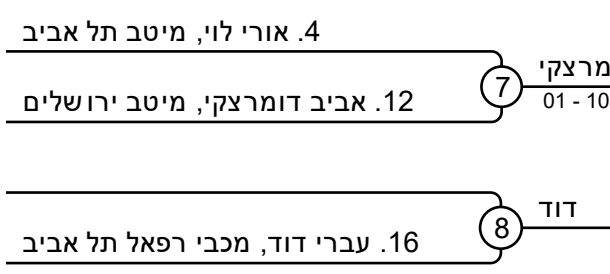 4. אורי לוי, מיטב תל אביב
7
מרצקי
01 - 10
12. אביב דומרצקי, מיטב ירושלים
8
דוד
16. עברי דוד, מכבי רפאל תל אביב